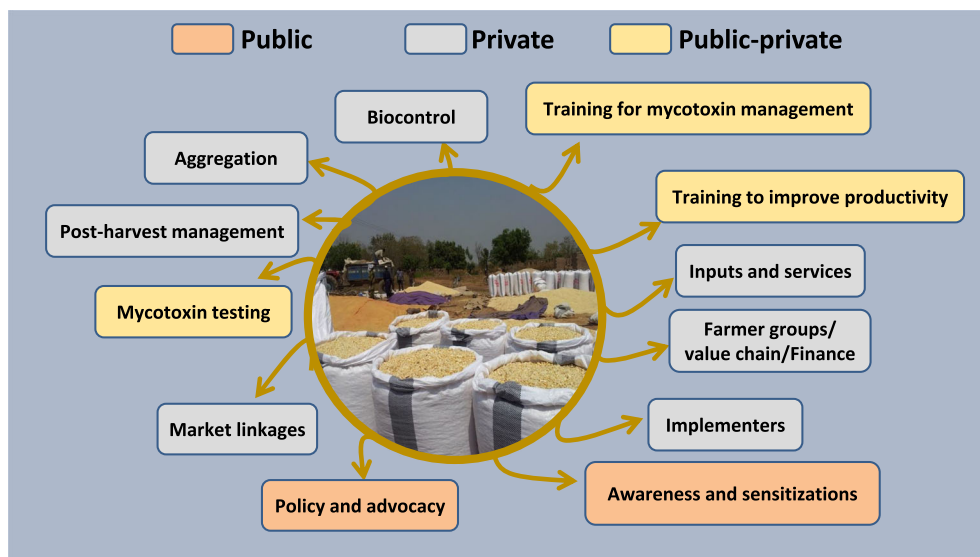 Public
Private
Public-private
Biocontrol
Training for mycotoxin management
Aggregation
Training to improve productivity
Post-harvest management
Inputs and services
Mycotoxin testing
Farmer groups/
value chain/Finance
Market linkages
Implementers
Policy and advocacy
Awareness and sensitizations